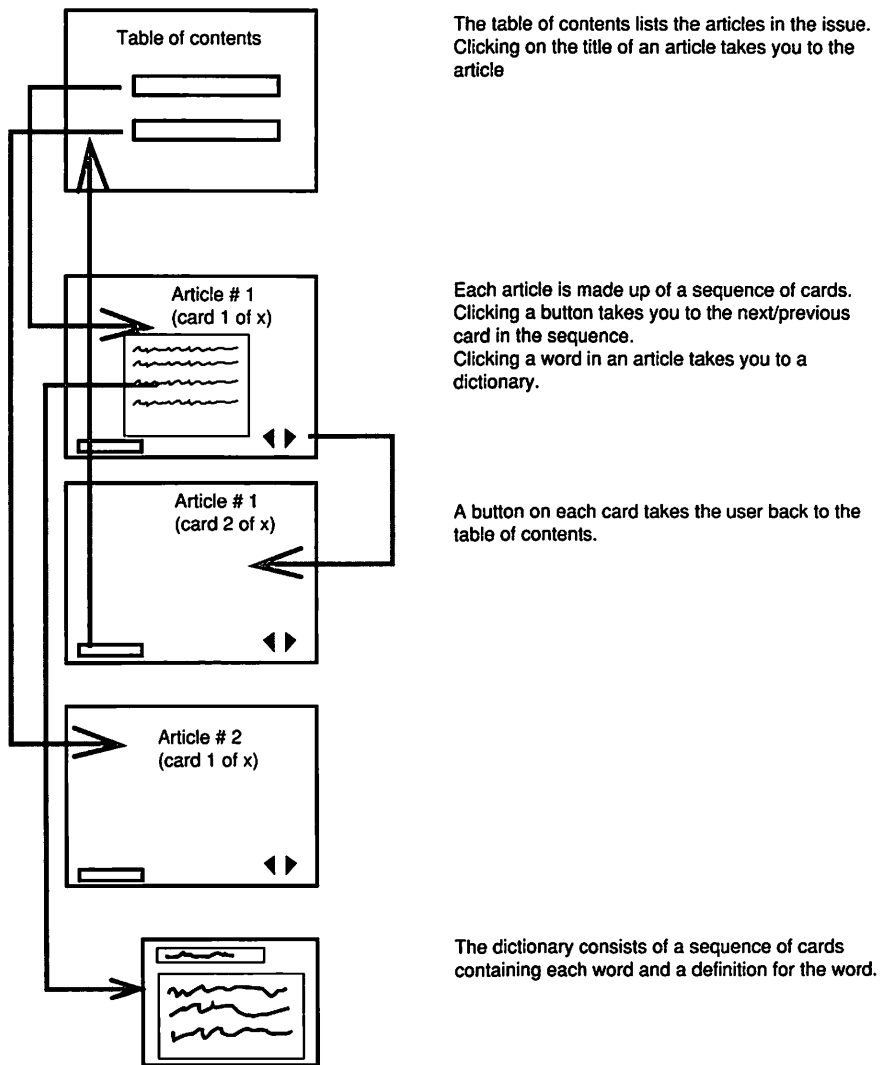 Table of contents
The table of contents lists the articles in the issue.
Clicking on the title of an article takes you to the
article
Article # 1
(card 1 of x)
Each article is made up of a sequence of cards.
Clicking a button takes you to the next/previous
card in the sequence.
Clicking a word in an article takes you to a
dictionary.
Article # 1
(card 2 of x)
A button on each card takes the user back to the
table of contents.
Article # 2
(card 1 of x)
The dictionary consists of a sequence of cards
containing each word and a definition for the word.